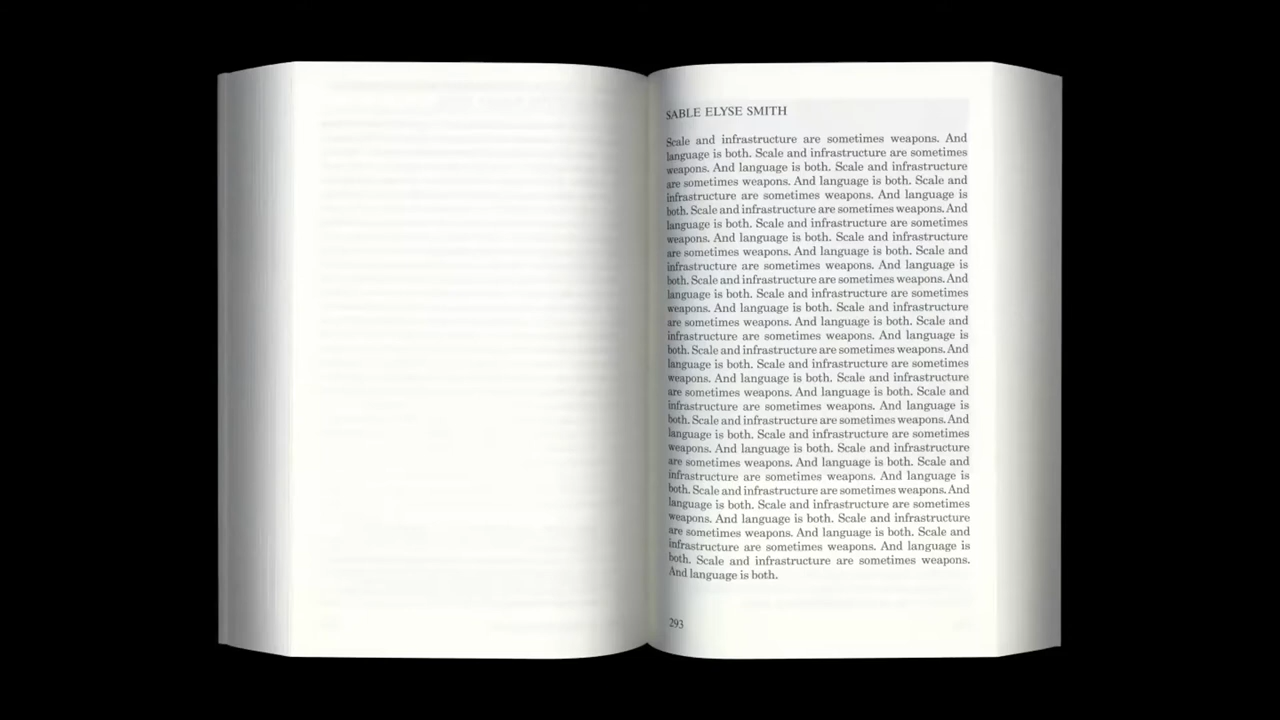 SABLE ELYSE SMITH
Scale and infrastructure are sometimes weapons. And
language is both. Scale and infrastructure are sometimes
weapons. And language is both. Scale and infrastructure
are sometimes weapons. And language is both. Scale and
infrastructure are sometimes weapons. And language is
both. Scale and infrastructure are sometimes weapons. And
language is both. Scale and infrastructure are sometimes
weapons. And language is both. Scale and infrastructure
are sometimes weapons. And language is both. Scale and
infrastructure are sometimes weapons. And language is
both. Scale and infrastructure are sometimes weapons. And
language is both. Scale and infrastructure are sometimes
weapons. And language is both. Scale and infrastructure
are sometimes weapons. And language is both. Scale and
infrastructure are sometimes weapons. And language is
both. Scale and infrastructure are sometimes weapons. And
language is both. Scale and infrastructure are sometimes
weapons. And language is both. Scale and infrastructure
are sometimes weapons. And language is both. Scale and
infrastructure are sometimes weapons. And language is
both. Scale and infrastructure are sometimes weapons. And
language is both. Scale and infrastructure are sometimes
weapons. And language is both. Scale and infrastructure
are sometimes weapons. And language is both. Scale and
infrastructure are sometimes weapons. And language is
both. Scale and infrastructure are sometimes weapons. And
language is both. Scale and infrastructure are sometimes
weapons. And language is both. Scale and infrastructure
are sometimes weapons. And language is both. Scale and
infrastructure are sometimes weapons. And language is
both. Scale and infrastructure are sometimes weapons.
And language is both.
293